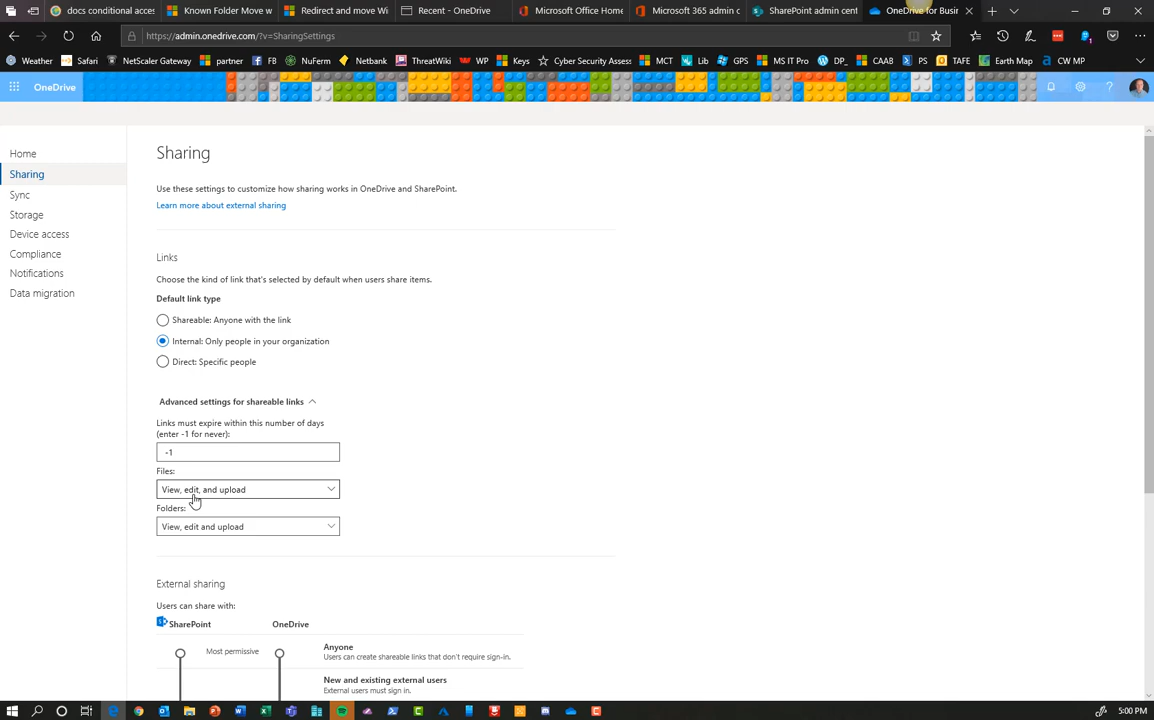 docs conditional acces
Known Folder Move w
Redirect and move Wi
Recent - OneDrive
Microsoft Office Home
Microsoft 365 admin c
SharePoint admin cent
OneDrive for Busin
https://admin.onedrive.com/?v=SharingSettings
Weather
Safari
NetScaler Gateway
partner
FB
NuFerm
Netbank
ThreatWiki
WP
Keys
Cyber Security Assess
MCT
Lib
GPS
MS IT Pro
DP_
CAAB
PS
TAFE
Earth Map
CW MP
OneDrive
Home
Sharing
Sync
Storage
Device access
Compliance
Notifications
Data migration
Sharing
Use these settings to customize how sharing works in OneDrive and SharePoint.
Learn more about external sharing
Links
Choose the kind of link that's selected by default when users share items.
Default link type
Shareable: Anyone with the link
Internal: Only people in your organization
Direct: Specific people
Advanced settings for shareable links
Links must expire within this number of days
(enter -1 for never):
-1
Files:
View, edit, and upload
Folders:
View, edit and upload
External sharing
Users can share with:
SharePoint
OneDrive
Most permissive
Anyone
Users can create shareable links that don't require sign-in.
New and existing external users
External users must sign in.
5:00 PM